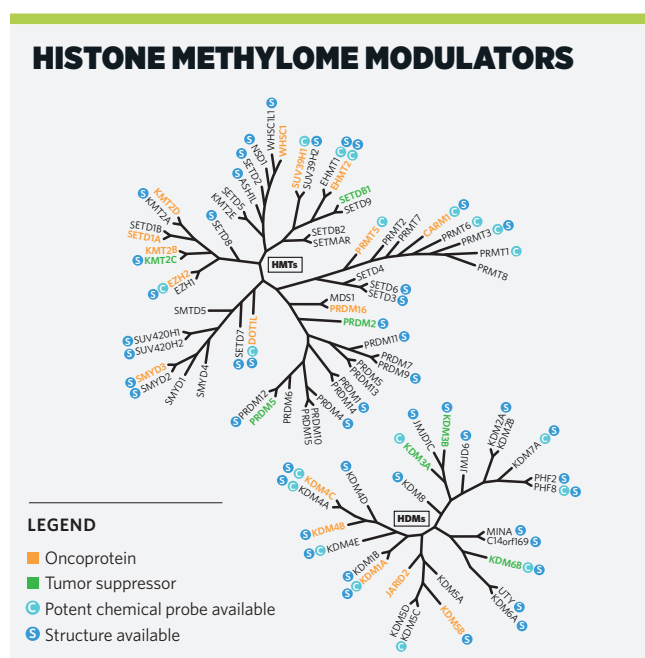 HISTONE METHYLOME MODULATORS
WHSC1L1 S
WHSC1
NSD1 S
SETD2 S
ASH1L S
SETD5
KMT2E
SETD8 S
KMT2D
KMT2A S
SETD1B
SETD1A
KMT2B
KMT2C S
EZH2 C S
EZH1
SUV39H1 C
SUV39H2 S
EHMT1 C S
EHMT2 C S
SETDB1
SETD9
SETDB2
SETMAR
HMTs
PRMT5 C
PRMT2
PRMT7
CARM1 C S
PRMT6 C
PRMT3 C S
PRMT1 C
PRMT8
SETD4
SETD6 S
SETD3 S
MDS1
PRDM16
PRDM2 S
PRDM11 S
PRDM7
PRDM9 S
PRDM5
PRDM13
PRDM1 S
PRDM14
PRDM4 S
PRDM10
PRDM15
PRDM6
PRDM5
PRDM12 S
DOT1L C S
SETD7 S
SMTD5
SUV420H1 S
SUV420H2 S
SMYD3 S
SMYD2 S
SMYD1
SMYD4
JMJDIC S
KDM3B S
KDM3A C
JMJD6 S
KDM2A S
KDM2B
KDM7A C S
PHF2 S
PHF8 C S
KDM8 S
HDMs
KDM4D S
KDM4C C S
KDM4A C S
KDM4B S
KDM4E C S
KDM1B S
KDM1A C S
JARID2
KDM5A
KDM5B S
KDM5D
KDM5C C
MINA S
C14orf169 S
KDM6B C S
UTY S
KDM6A S
LEGEND
Oncoprotein
Tumor suppressor
C Potent chemical probe available
S Structure available